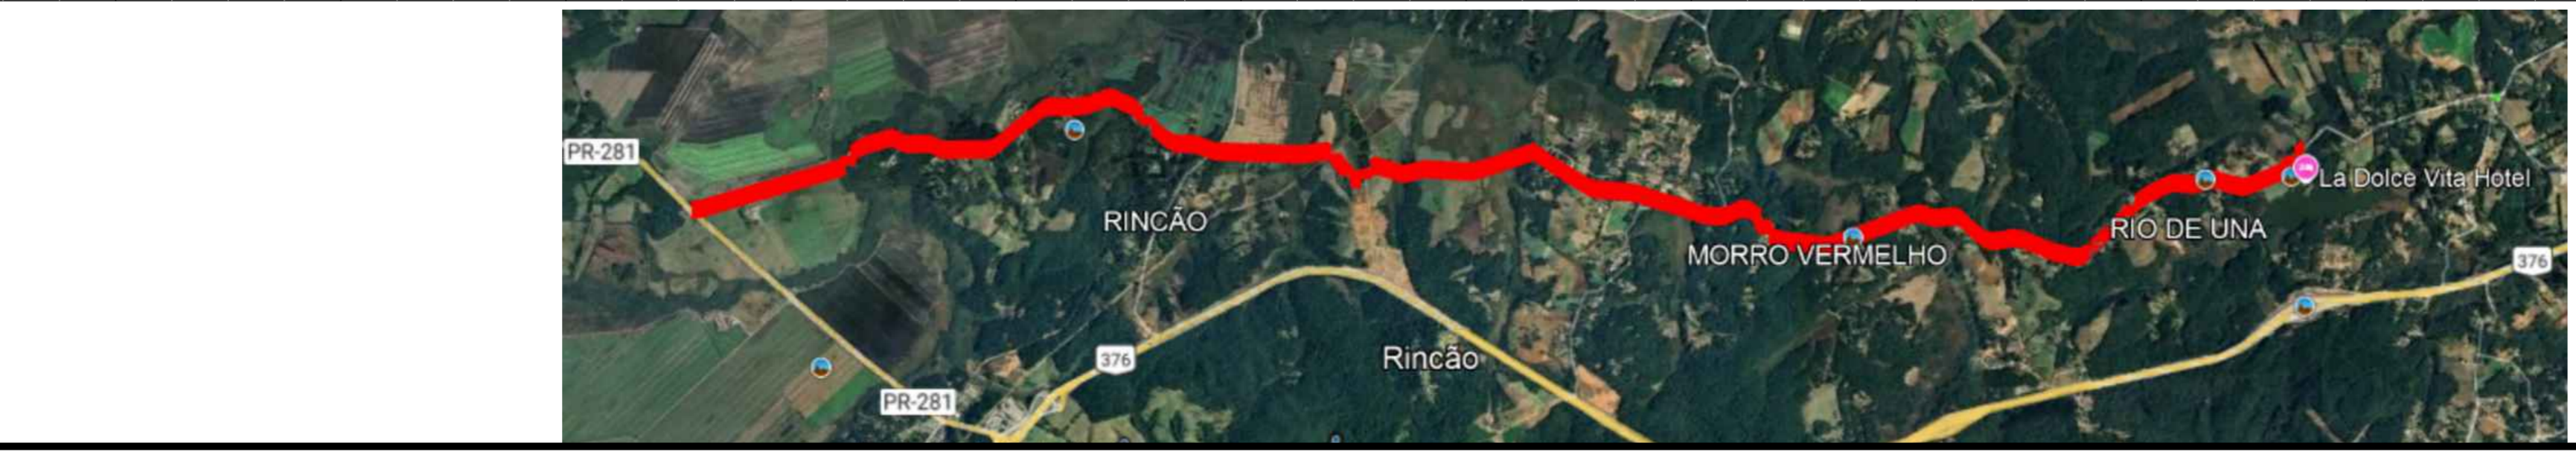 PR-281
La Dolce Vita Hotel
RINCÃO
RIO DE UNA
MORRO VERMELHO
376
376
Rincão
PR-281